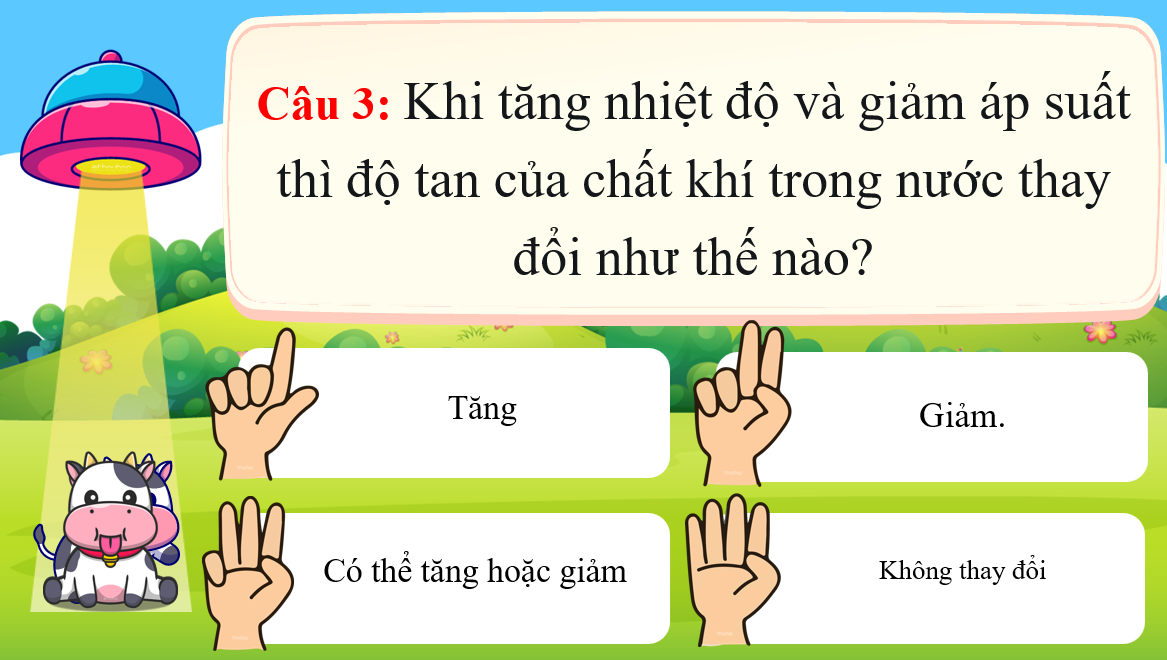 Câu 3: Khi tăng nhiệt độ và giảm áp suất
thì độ tan của chất khí trong nước thay
đổi như thế nào?
Tăng
Giảm.
Có thể tăng hoặc giảm
Không thay đổi